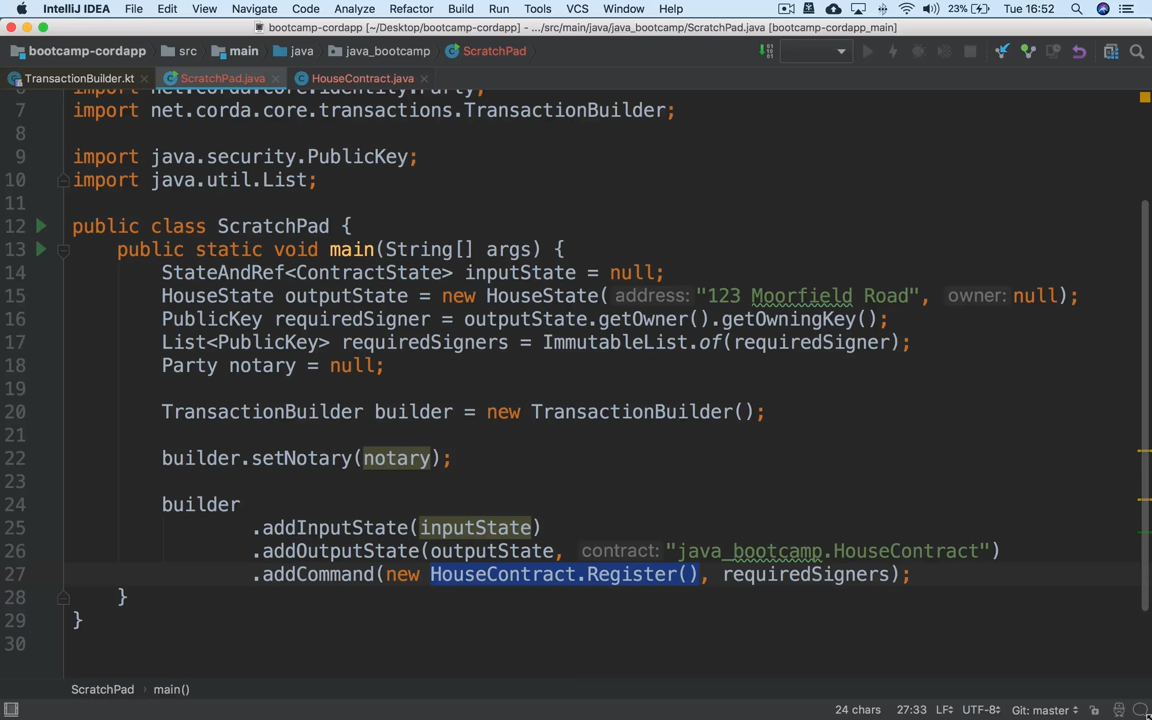 IntelliJ IDEA File Edit View Navigate Code Analyze Refactor Build Run Tools VCS Window Help 23% Tue 16:52
bootcamp-cordapp [~/Desktop/bootcamp-cordapp] - .../src/main/java/java_bootcamp/ScratchPad.java [bootcamp-cordapp_main]
bootcamp-cordapp src main java java_bootcamp ScratchPad
TransactionBuilder.kt ScratchPad.java HouseContract.java
6 import net.corda.core.identity.Party;
7 import net.corda.core.transactions.TransactionBuilder;
8
9 import java.security.PublicKey;
10 import java.util.List;
11
12 public class ScratchPad {
13 public static void main(String[] args) {
14 StateAndRef<ContractState> inputState = null;
15 HouseState outputState = new HouseState( address: "123 Moorfield Road", owner: null);
16 PublicKey requiredSigner = outputState.getOwner().getOwningKey();
17 List<PublicKey> requiredSigners = ImmutableList.of(requiredSigner);
18 Party notary = null;
19
20 TransactionBuilder builder = new TransactionBuilder();
21
22 builder.setNotary(notary);
23
24 builder
25 .addInputState(inputState)
26 .addOutputState(outputState, contract: "java_bootcamp.HouseContract")
27 .addCommand(new HouseContract.Register(), requiredSigners);
28 }
29 }
30
ScratchPad › main()
24 chars 27:33 LF÷ UTF-8÷ Git: master÷